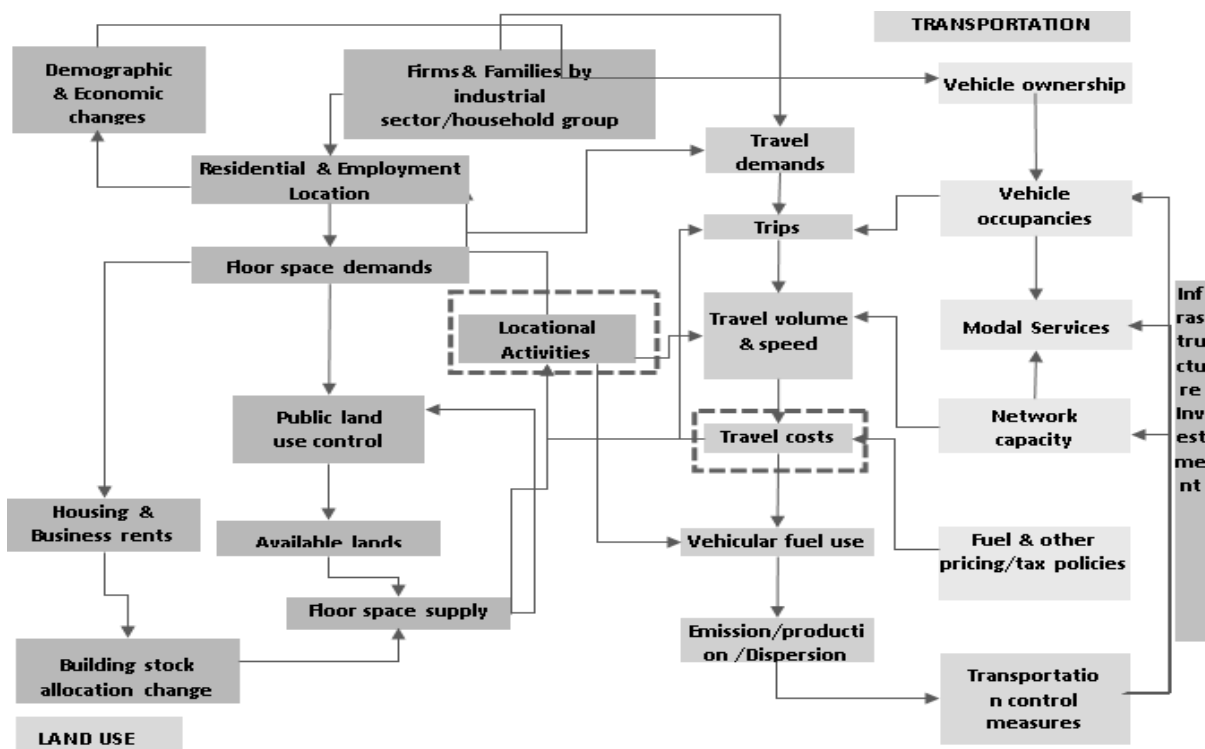 TRANSPORTATION
Demographic
& Economic
changes
Firms & Families by
industrial
sector/household group
Vehicle ownership
Travel
demands
Residential & Employment
Location
Vehicle
occupancies
Trips
Floor space demands
Locational
Activities
Travel volume
& speed
Modal Services
Inf
ras
tru
ctu
re
Inv
est
me
nt
Public land
use control
Travel costs
Network
capacity
Housing &
Business rents
Available lands
Vehicular fuel use
Fuel & other
pricing/tax policies
Floor space supply
Emission/producti
on /Dispersion
Building stock
allocation change
Transportatio
n control
measures
LAND USE